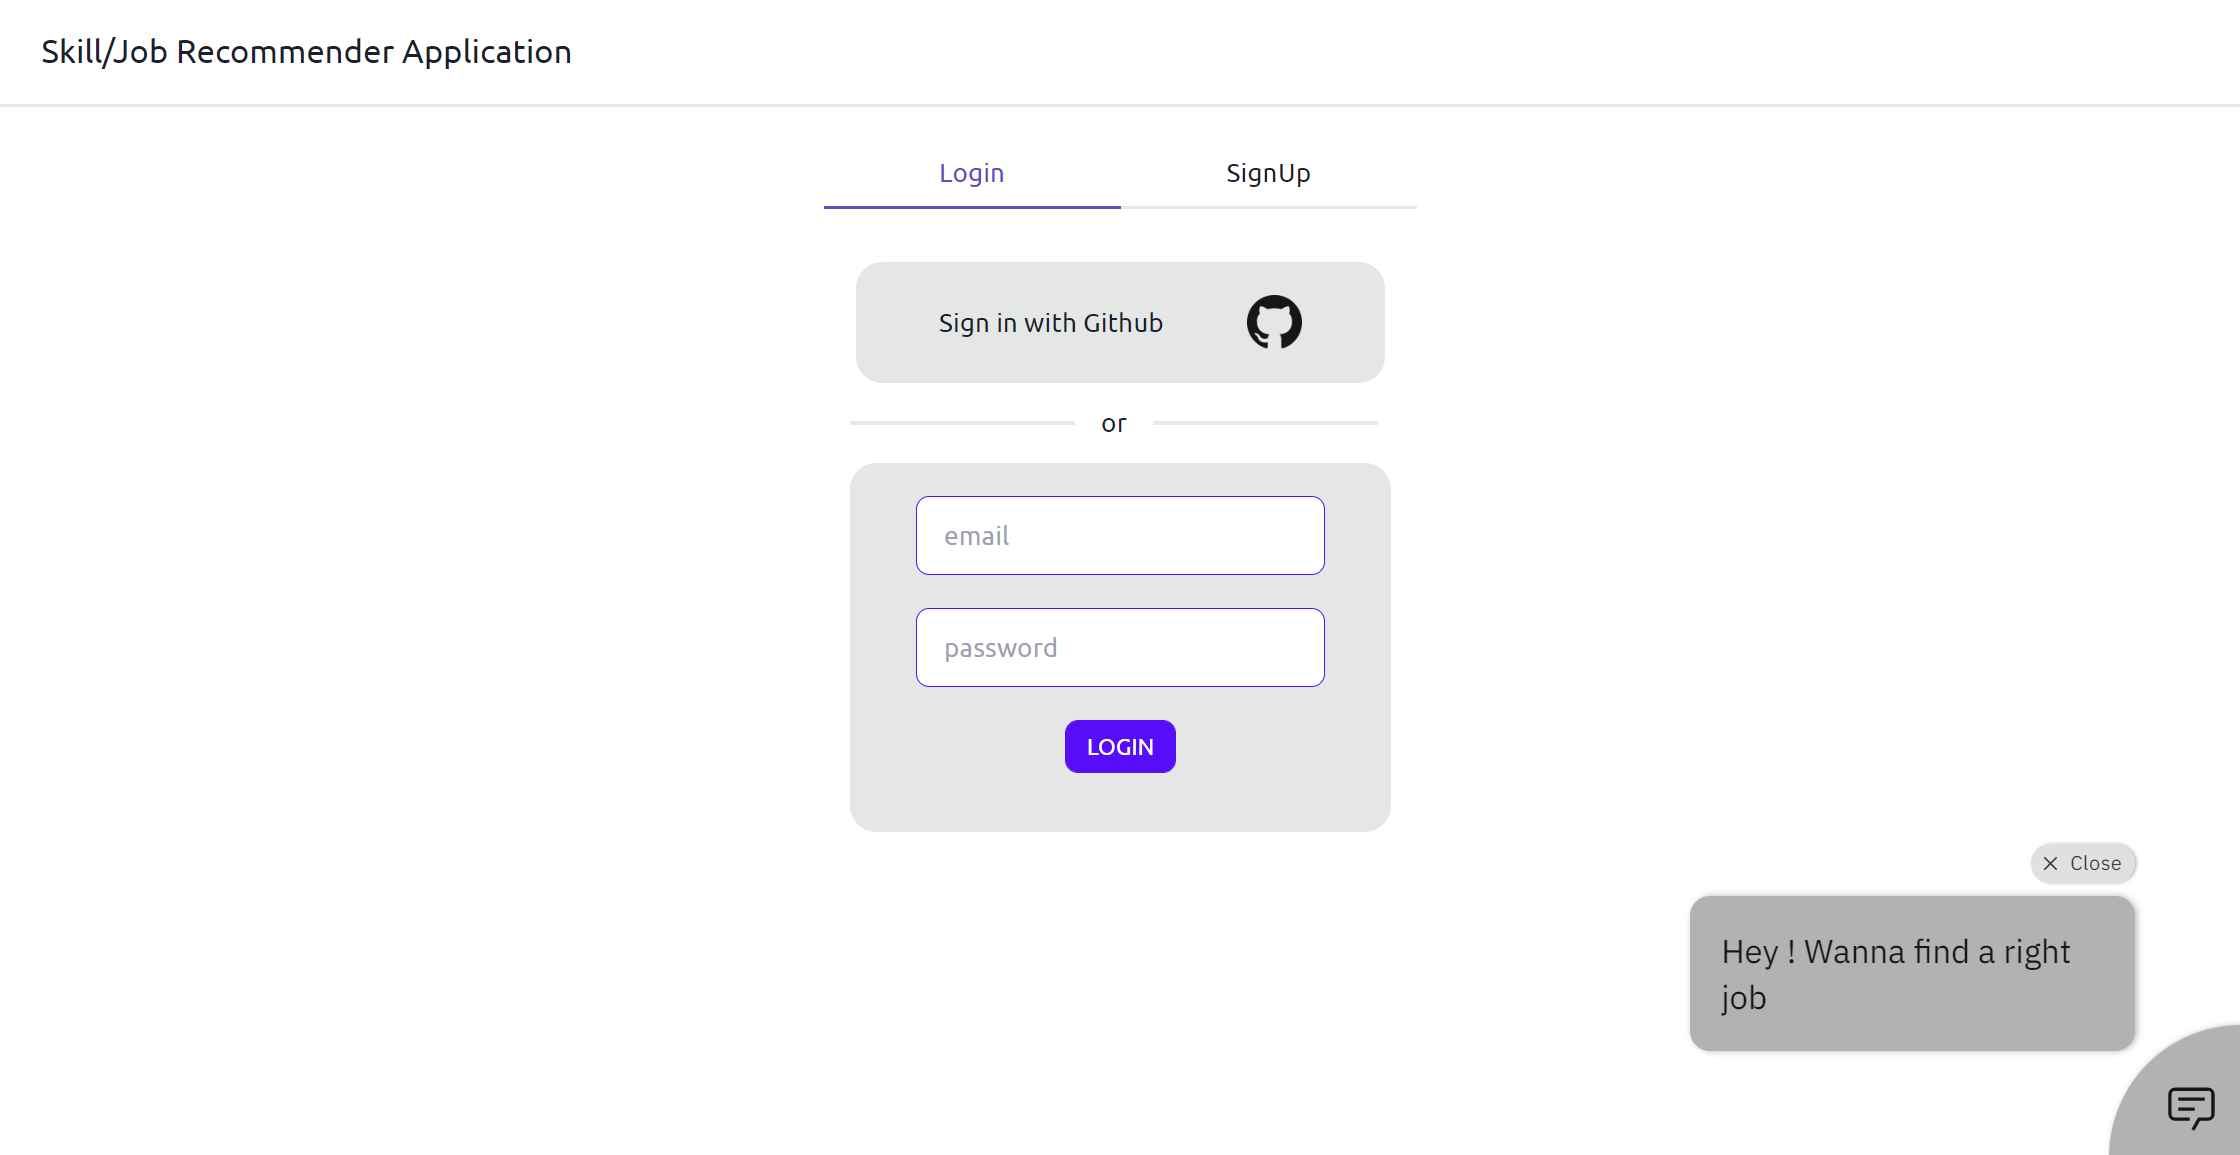 Skill/Job Recommender Application
Login
SignUp
Sign in with Github
or
email
password
LOGIN
Close
Hey ! Wanna find a right
job